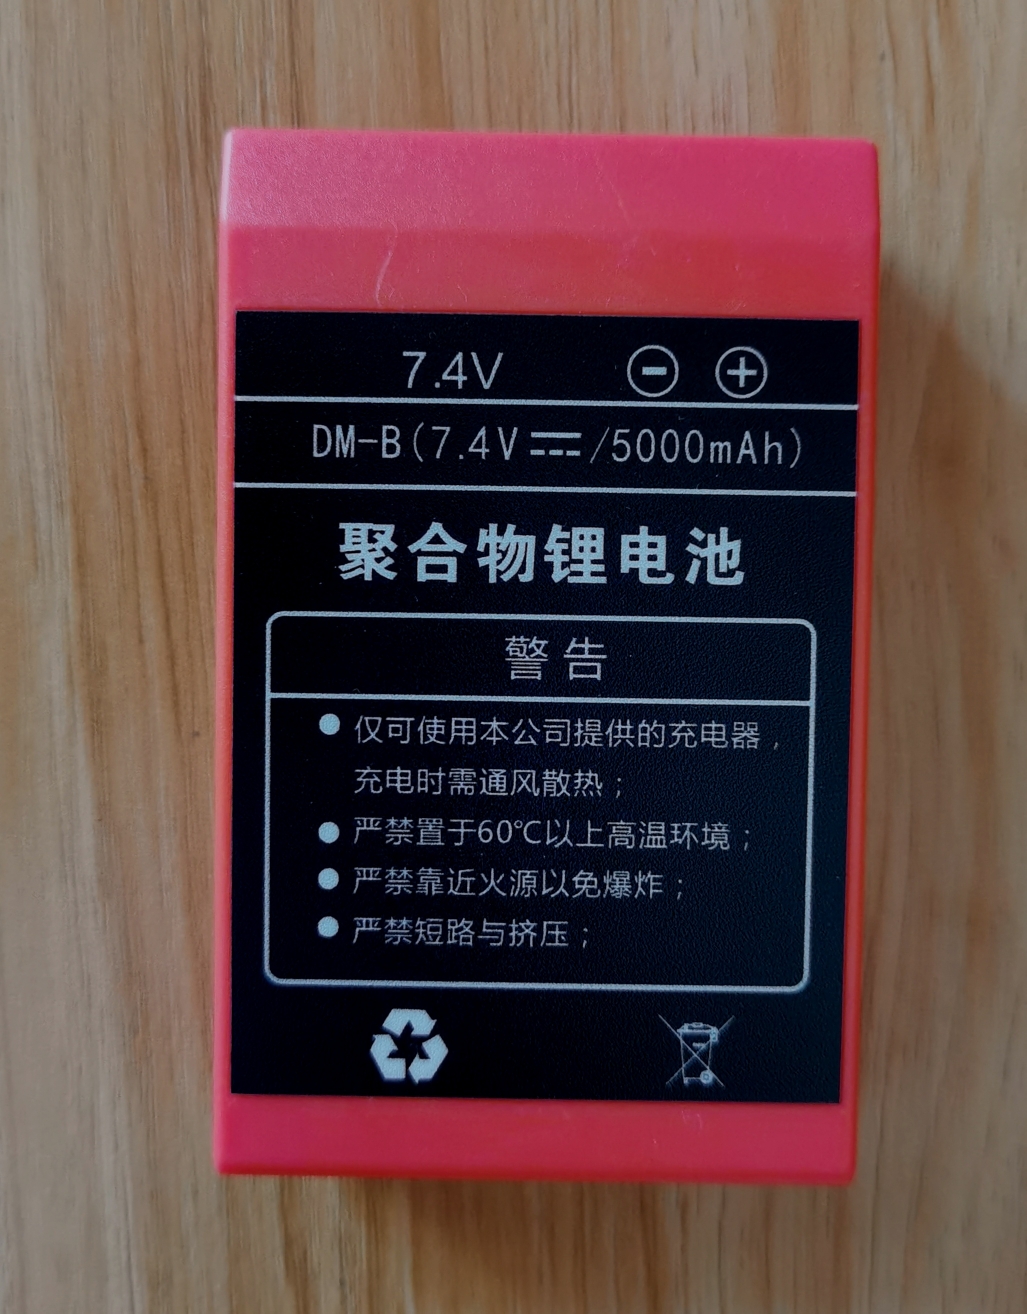 7.4V ⊖ ⊕
DM-B(7.4V⎓/5000mAh)
聚合物锂电池
警告
● 仅可使用本公司提供的充电器，
充电时需通风散热；
● 严禁置于60℃以上高温环境；
● 严禁靠近火源以免爆炸；
● 严禁短路与挤压；